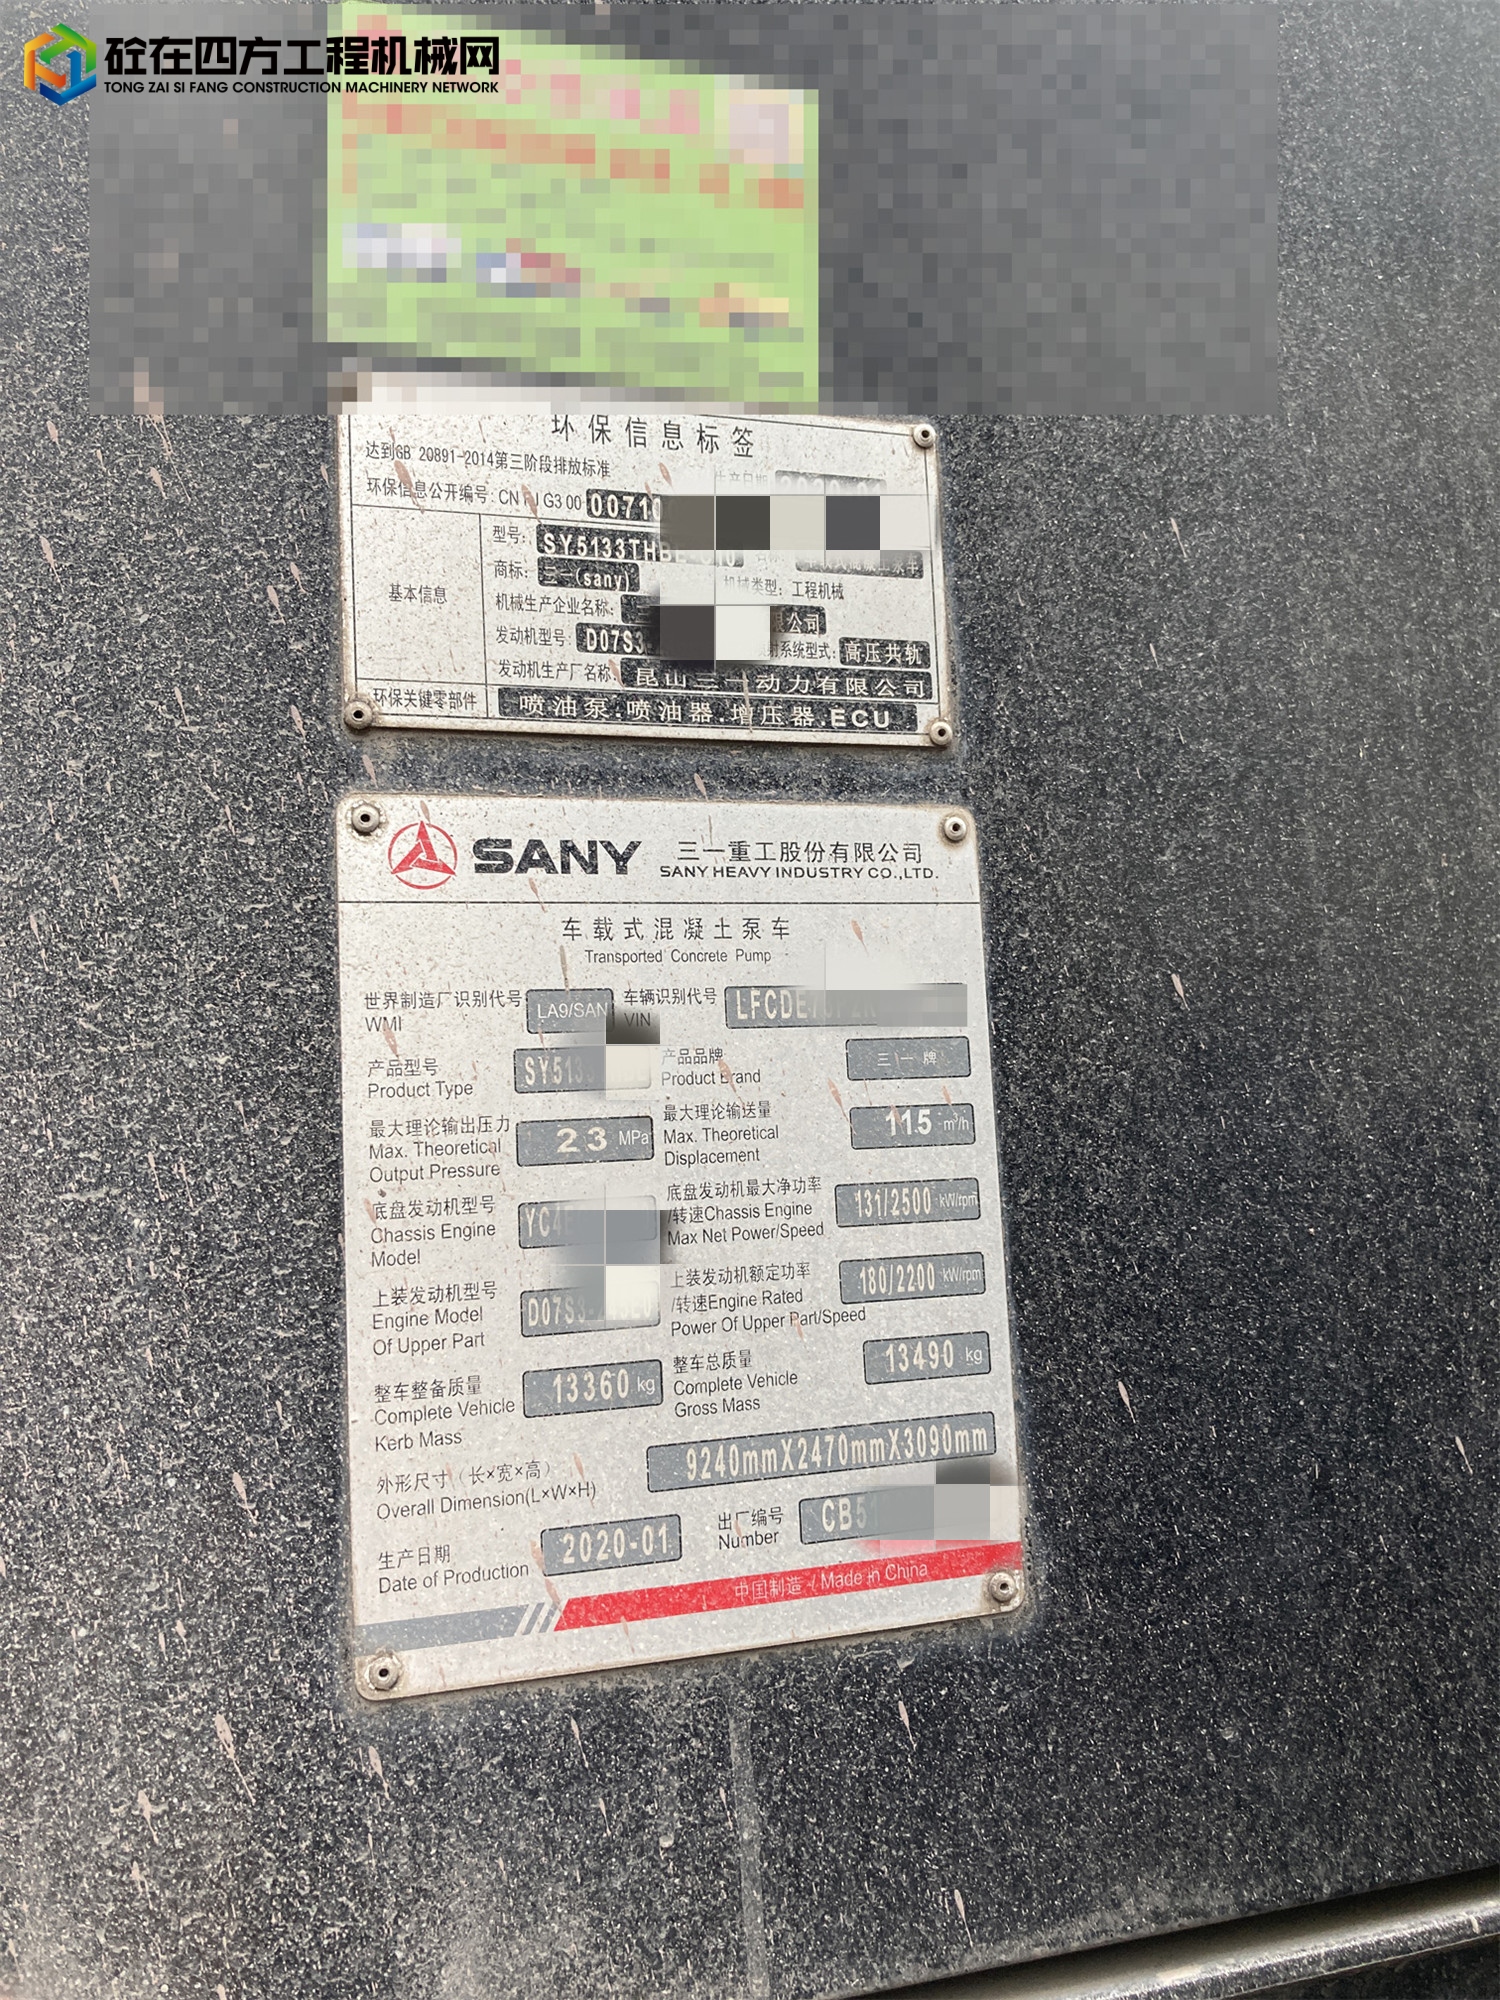 砼在四方工程机械网
TONG ZAI SI FANG CONSTRUCTION MACHINERY NETWORK
环保信息标签
达到GB 20891-2014第三阶段排放标准
生产日期
环保信息公开编号: CN G3 00 00710
型号: SY5133THB
商标: 三一(sany) 机械类型: 工程机械
基本信息
机械生产企业名称: 限公司
发动机型号: D07S3 系统型式: 高压共轨
发动机生产厂名称: 昆山三一动力有限公司
环保关键零部件 喷油泵.喷油器.增压器.ECU
SANY 三一重工股份有限公司
SANY HEAVY INDUSTRY CO.,LTD.
车载式混凝土泵车
Transported Concrete Pump
世界制造厂识别代号 WMI LA9/SAN 车辆识别代号 VIN LFCDE
产品型号 Product Type SY513 产品品牌 Product Brand 三一牌
最大理论输出压力 Max. Theoretical Output Pressure 23 MPa 最大理论输送量 Max. Theoretical Displacement 115 m³/h
底盘发动机型号 Chassis Engine Model YC4 底盘发动机最大净功率 /转速Chassis Engine Max Net Power/Speed 131/2500 kW/rpm
上装发动机型号 Engine Model Of Upper Part D07S3 上装发动机额定功率 /转速Engine Rated Power Of Upper Part/Speed 180/2200 kW/rpm
整车整备质量 Complete Vehicle Kerb Mass 13360 kg 整车总质量 Complete Vehicle Gross Mass 13490 kg
外形尺寸（长×宽×高） Overall Dimension(L×W×H) 9240mmX2470mmX3090mm
生产日期 Date of Production 2020-01 出厂编号 Number CB5
中国制造 / Made in China